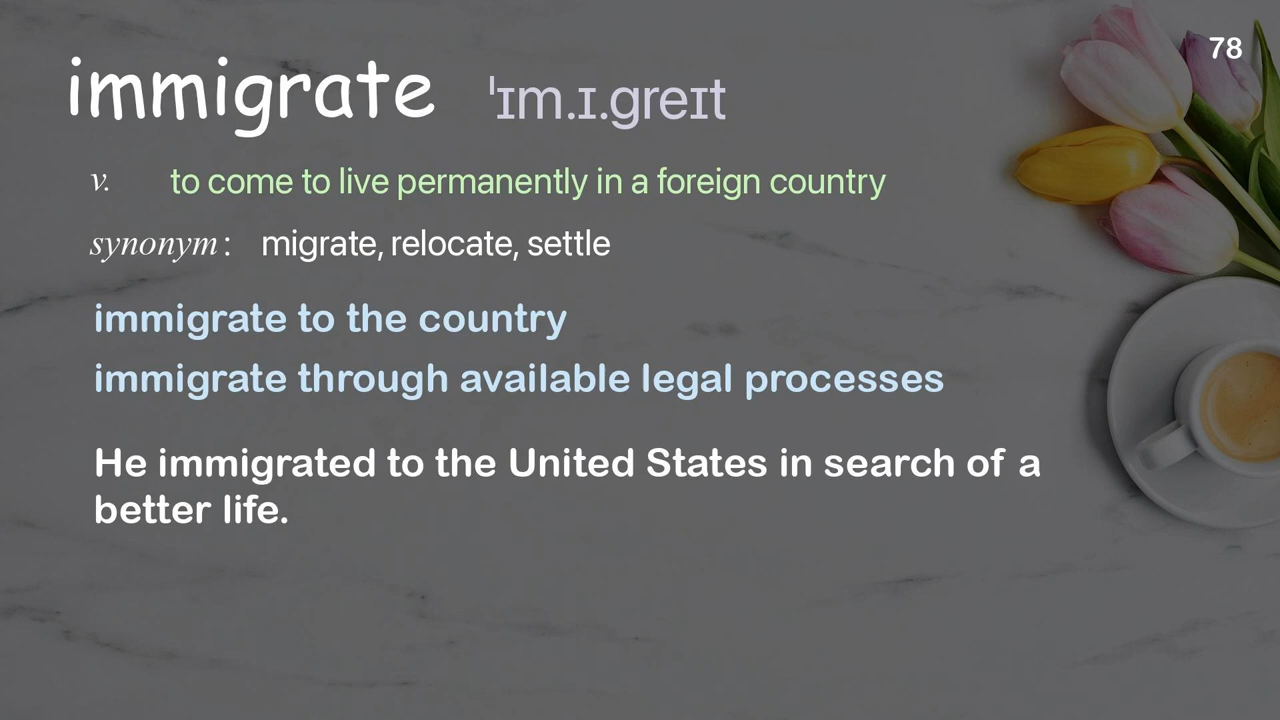 78
immigrate ˈɪm.ɪ.greɪt
v. to come to live permanently in a foreign country
synonym: migrate, relocate, settle
immigrate to the country
immigrate through available legal processes
He immigrated to the United States in search of a
better life.